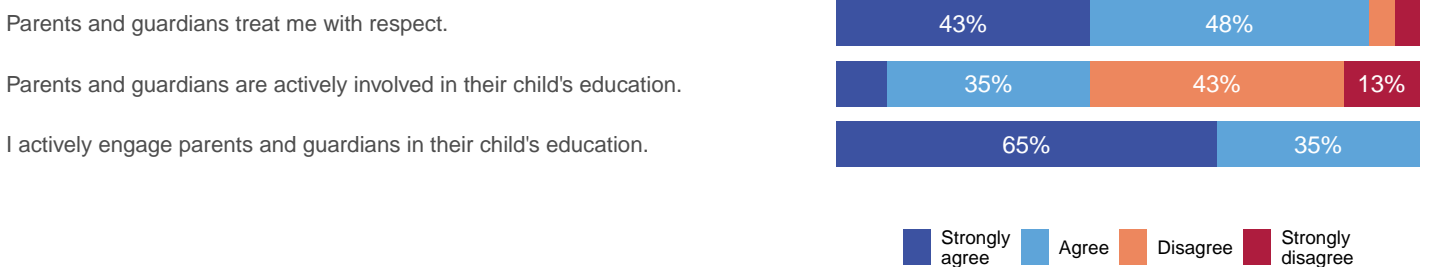 Parents and guardians treat me with respect. 43% 48%
Parents and guardians are actively involved in their child's education. 35% 43% 13%
I actively engage parents and guardians in their child's education. 65% 35%
Strongly agree Agree Disagree Strongly disagree